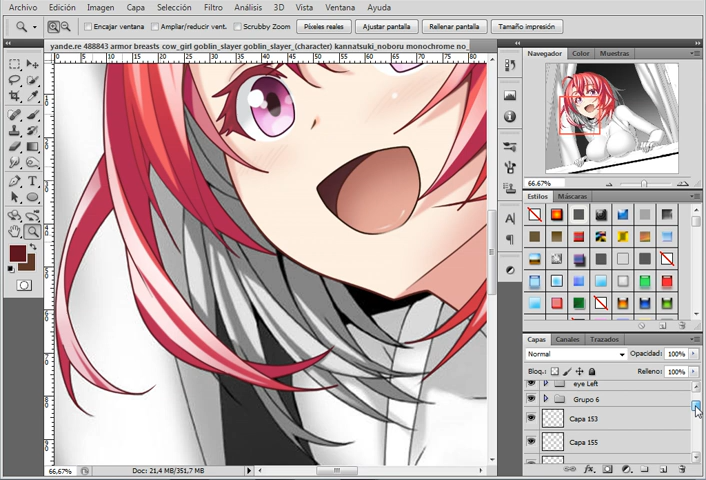 Archivo Edición Imagen Capa Selección Filtro Análisis 3D Vista Ventana Ayuda
Encajar ventana Ampliar/reducir vent. Scrubby Zoom Píxeles reales Ajustar pantalla Rellenar pantalla Tamaño impresión
yande.re 488843 armor breasts cow_girl goblin_slayer goblin_slayer_(character) kannatsuki_noboru monochrome no_
Navegador Color Muestras
66.67%
Estilos Máscaras
Capas Canales Trazados
Normal Opacidad: 100%
Bloq.: Relleno: 100%
eye Left
Grupo 6
Capa 153
Capa 155
66.67% Doc: 21,4 MB/351,7 MB